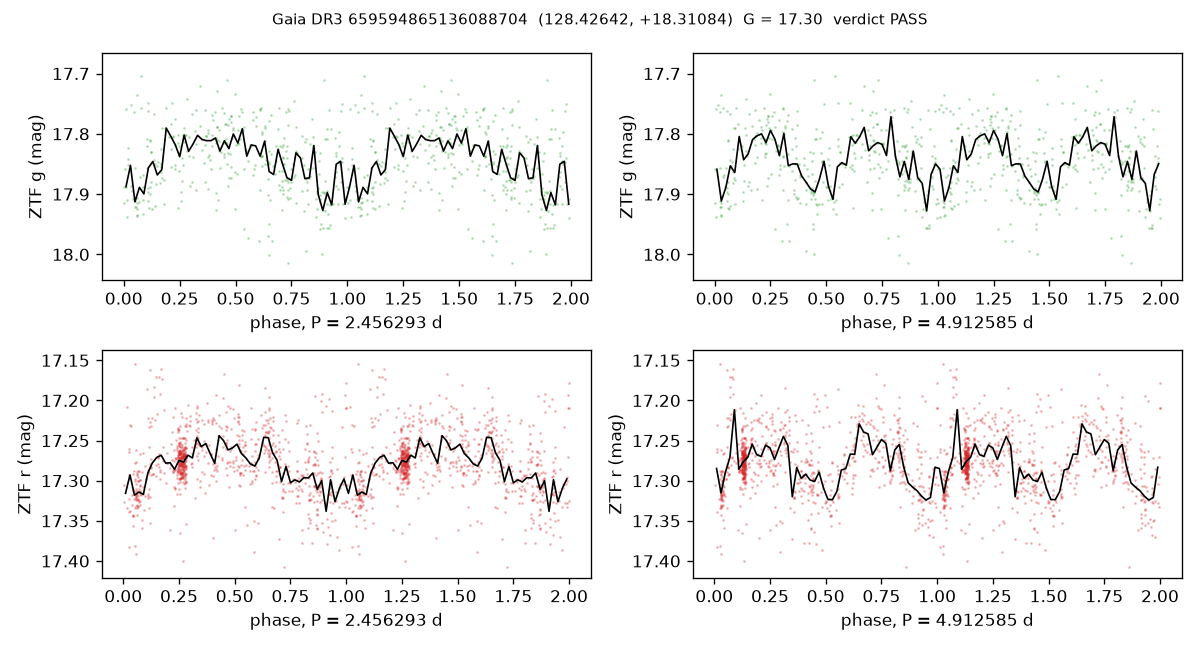 Gaia DR3 659594865136088704 (128.42642, +18.31084) G = 17.30 verdict PASS
ZTF g (mag)
17.7
17.8
17.9
18.0
0.00 0.25 0.50 0.75 1.00 1.25 1.50 1.75 2.00
phase, P = 2.456293 d
ZTF g (mag)
17.7
17.8
17.9
18.0
0.00 0.25 0.50 0.75 1.00 1.25 1.50 1.75 2.00
phase, P = 4.912585 d
ZTF r (mag)
17.15
17.20
17.25
17.30
17.35
17.40
0.00 0.25 0.50 0.75 1.00 1.25 1.50 1.75 2.00
phase, P = 2.456293 d
ZTF r (mag)
17.15
17.20
17.25
17.30
17.35
17.40
0.00 0.25 0.50 0.75 1.00 1.25 1.50 1.75 2.00
phase, P = 4.912585 d